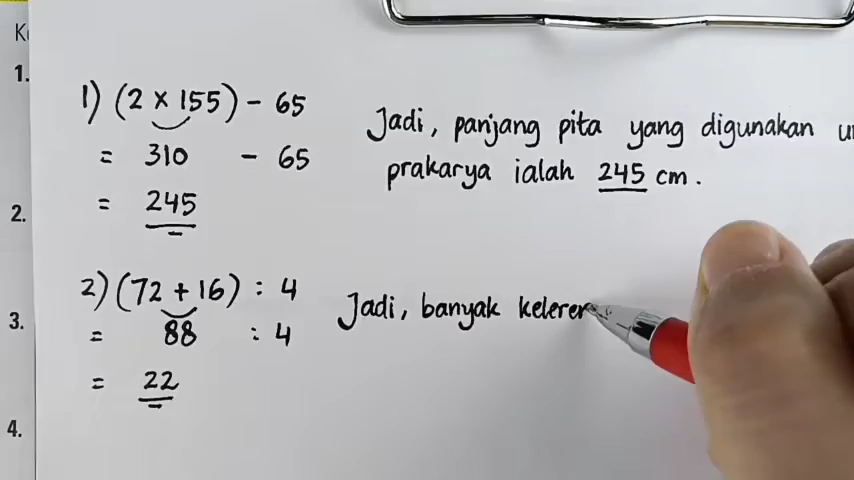 1.
2.
3.
4.
1) (2 × 155) - 65
= 310 - 65
= 245
Jadi, panjang pita yang digunakan
prakarya ialah 245 cm.
2) (72 + 16) : 4
= 88 : 4
= 22
Jadi, banyak kelerer